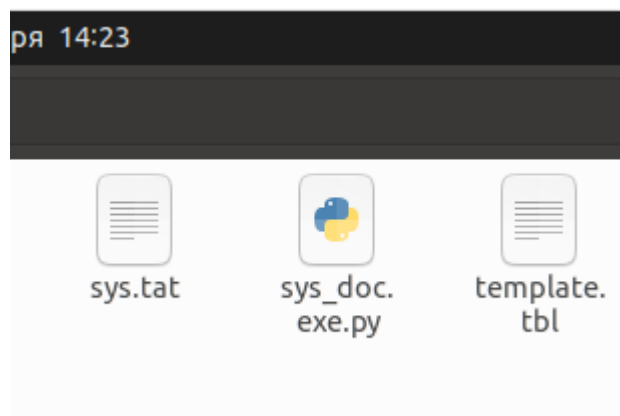 ря 14:23
sys.tat
sys_doc.
exe.py
template.
tbl